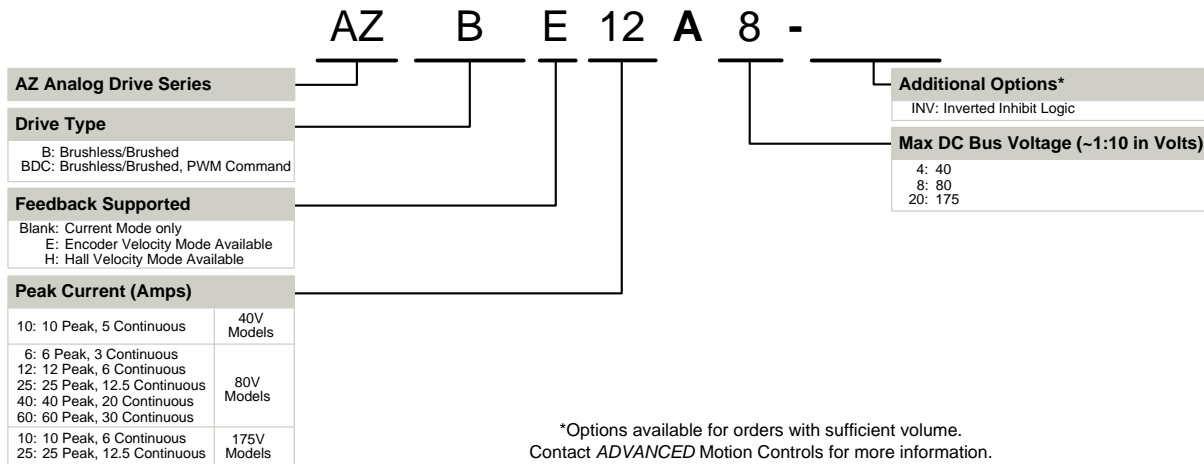 AZ B E 12 A 8 -
AZ Analog Drive Series
Drive Type
B: Brushless/Brushed
BDC: Brushless/Brushed, PWM Command
Feedback Supported
Blank: Current Mode only
E: Encoder Velocity Mode Available
H: Hall Velocity Mode Available
Peak Current (Amps)
10: 10 Peak, 5 Continuous
40V
Models
6: 6 Peak, 3 Continuous
12: 12 Peak, 6 Continuous
25: 25 Peak, 12.5 Continuous
40: 40 Peak, 20 Continuous
60: 60 Peak, 30 Continuous
80V
Models
10: 10 Peak, 6 Continuous
25: 25 Peak, 12.5 Continuous
175V
Models
Additional Options*
INV: Inverted Inhibit Logic
Max DC Bus Voltage (~1:10 in Volts)
4: 40
8: 80
20: 175
*Options available for orders with sufficient volume.
Contact ADVANCED Motion Controls for more information.